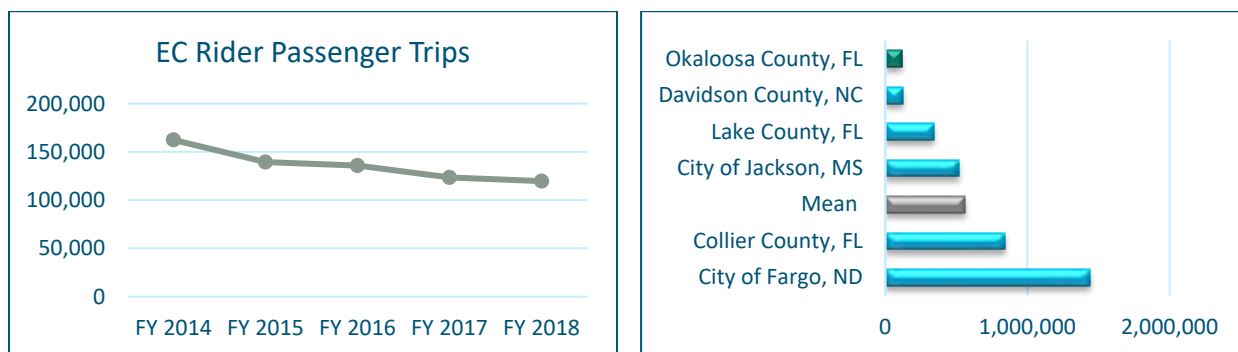 EC Rider Passenger Trips
200,000
150,000
100,000
50,000
0
FY 2014 FY 2015 FY 2016 FY 2017 FY 2018
Okaloosa County, FL
Davidson County, NC
Lake County, FL
City of Jackson, MS
Mean
Collier County, FL
City of Fargo, ND
0 1,000,000 2,000,000